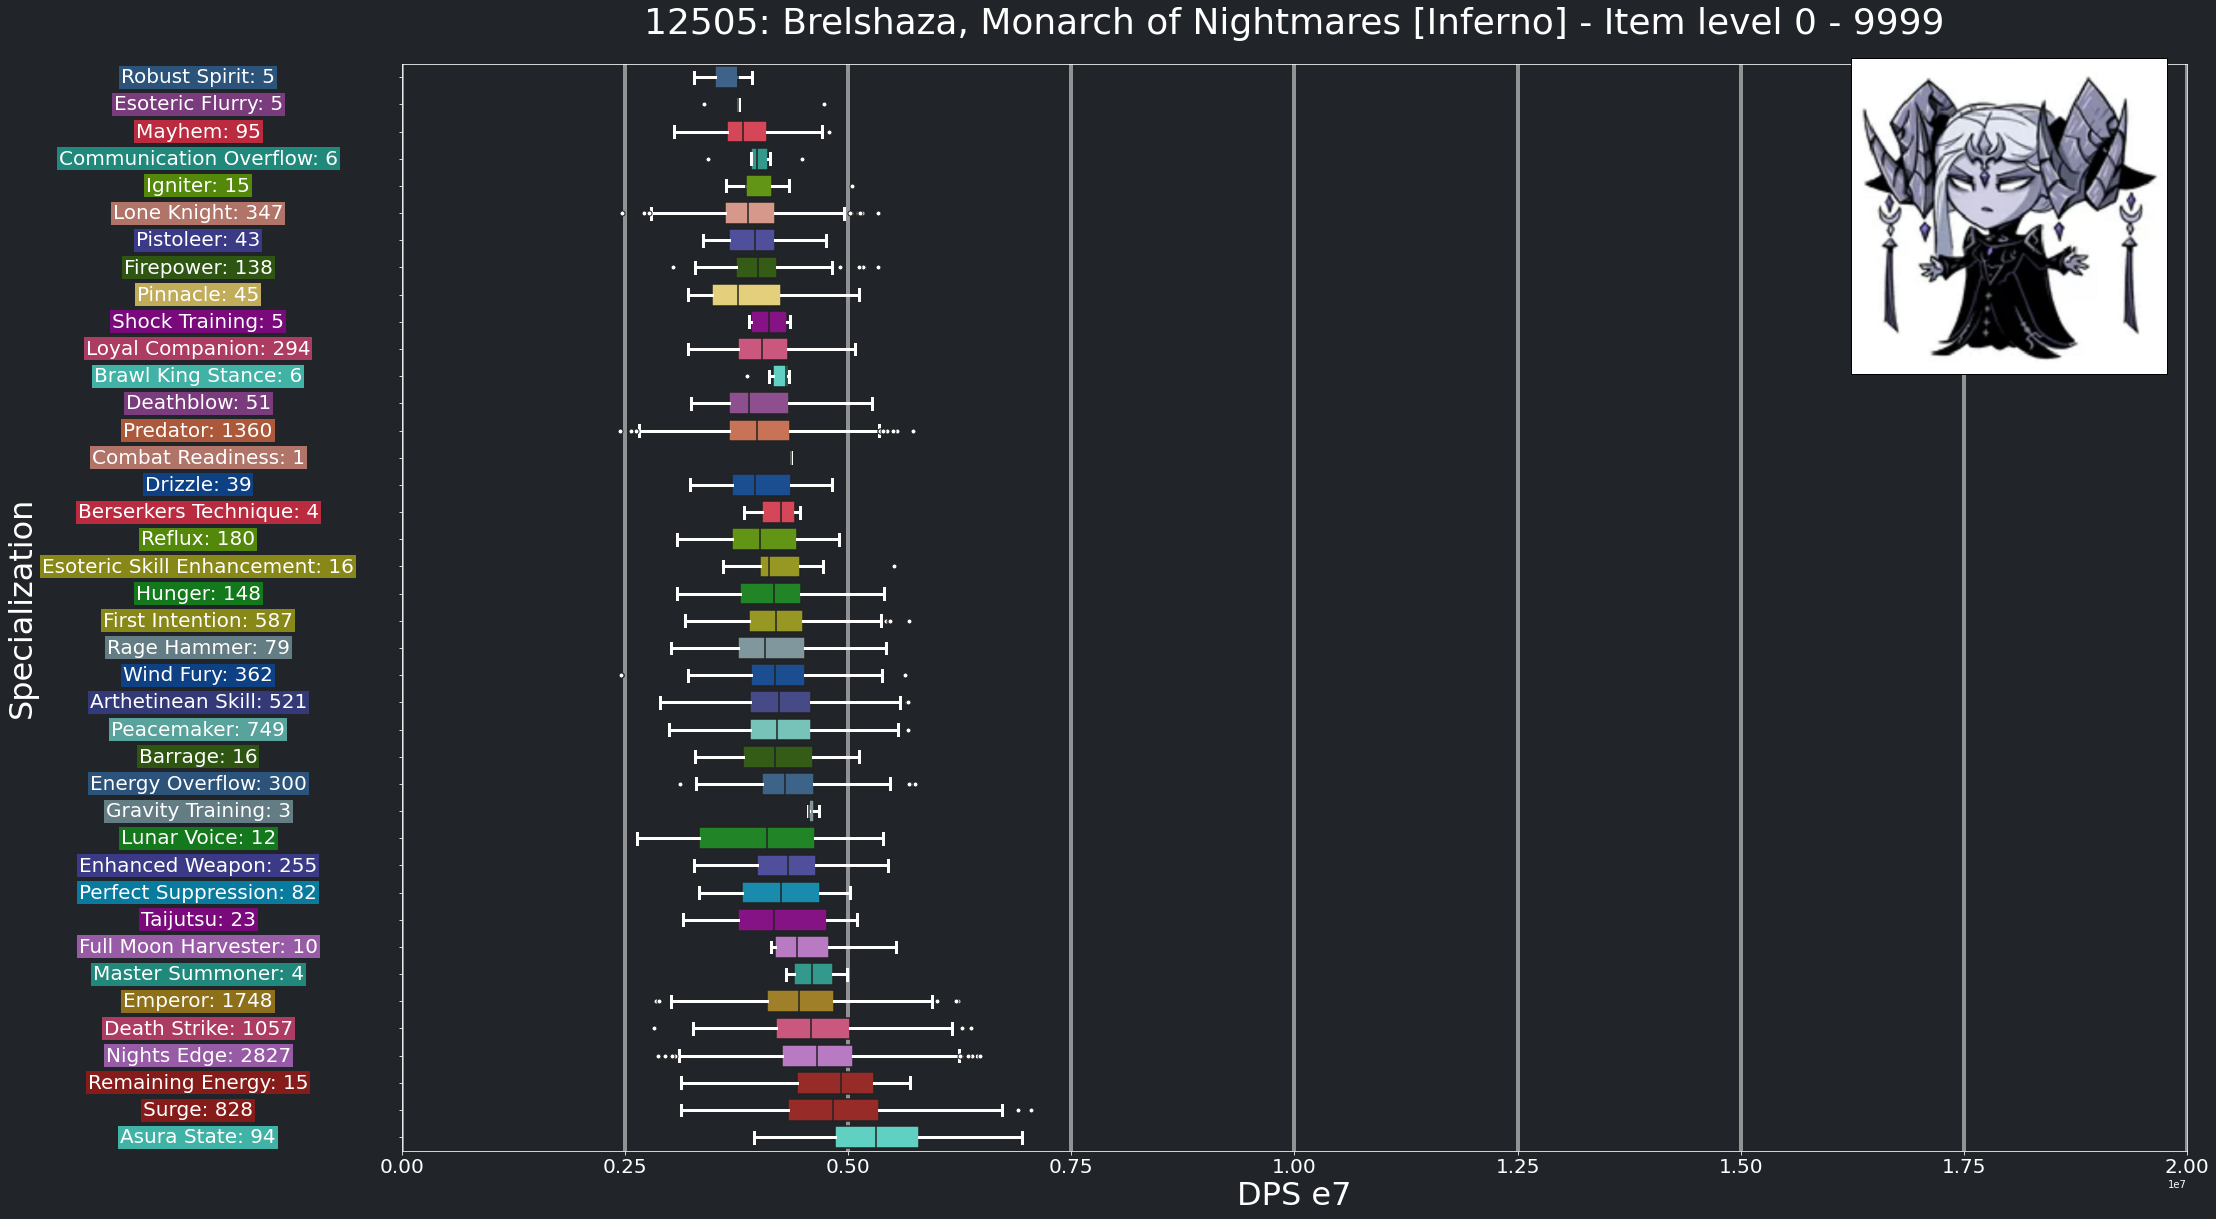 12505: Brelshaza, Monarch of Nightmares [Inferno] - Item level 0 - 9999
Specialization
Robust Spirit: 5
Esoteric Flurry: 5
Mayhem: 95
Communication Overflow: 6
Igniter: 15
Lone Knight: 347
Pistoleer: 43
Firepower: 138
Pinnacle: 45
Shock Training: 5
Loyal Companion: 294
Brawl King Stance: 6
Deathblow: 51
Predator: 1360
Combat Readiness: 1
Drizzle: 39
Berserkers Technique: 4
Reflux: 180
Esoteric Skill Enhancement: 16
Hunger: 148
First Intention: 587
Rage Hammer: 79
Wind Fury: 362
Arthetinean Skill: 521
Peacemaker: 749
Barrage: 16
Energy Overflow: 300
Gravity Training: 3
Lunar Voice: 12
Enhanced Weapon: 255
Perfect Suppression: 82
Taijutsu: 23
Full Moon Harvester: 10
Master Summoner: 4
Emperor: 1748
Death Strike: 1057
Nights Edge: 2827
Remaining Energy: 15
Surge: 828
Asura State: 94
0.00 0.25 0.50 0.75 1.00 1.25 1.50 1.75 2.00
1e7
DPS e7